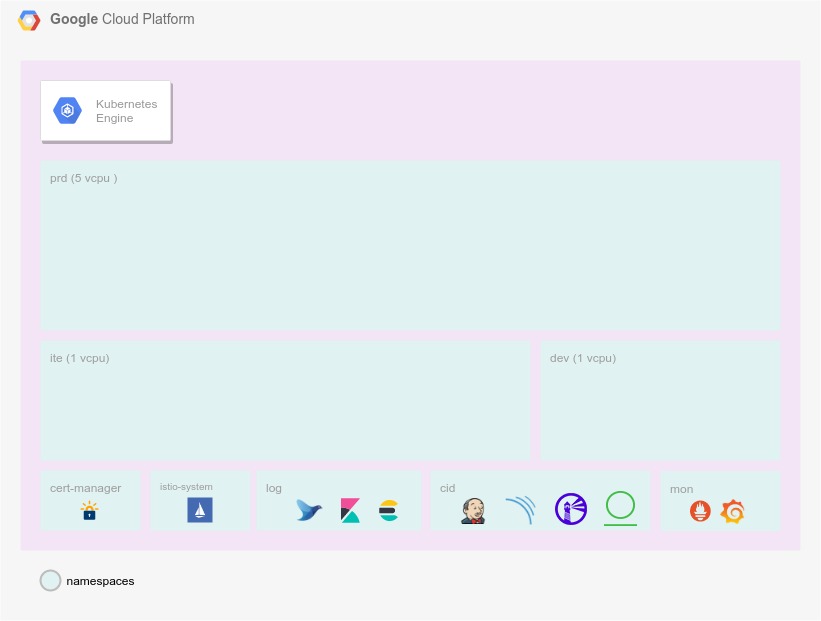 Google Cloud Platform
Kubernetes
Engine
prd (5 vcpu )
ite (1 vcpu)
dev (1 vcpu)
cert-manager
istio-system
log
cid
mon
namespaces